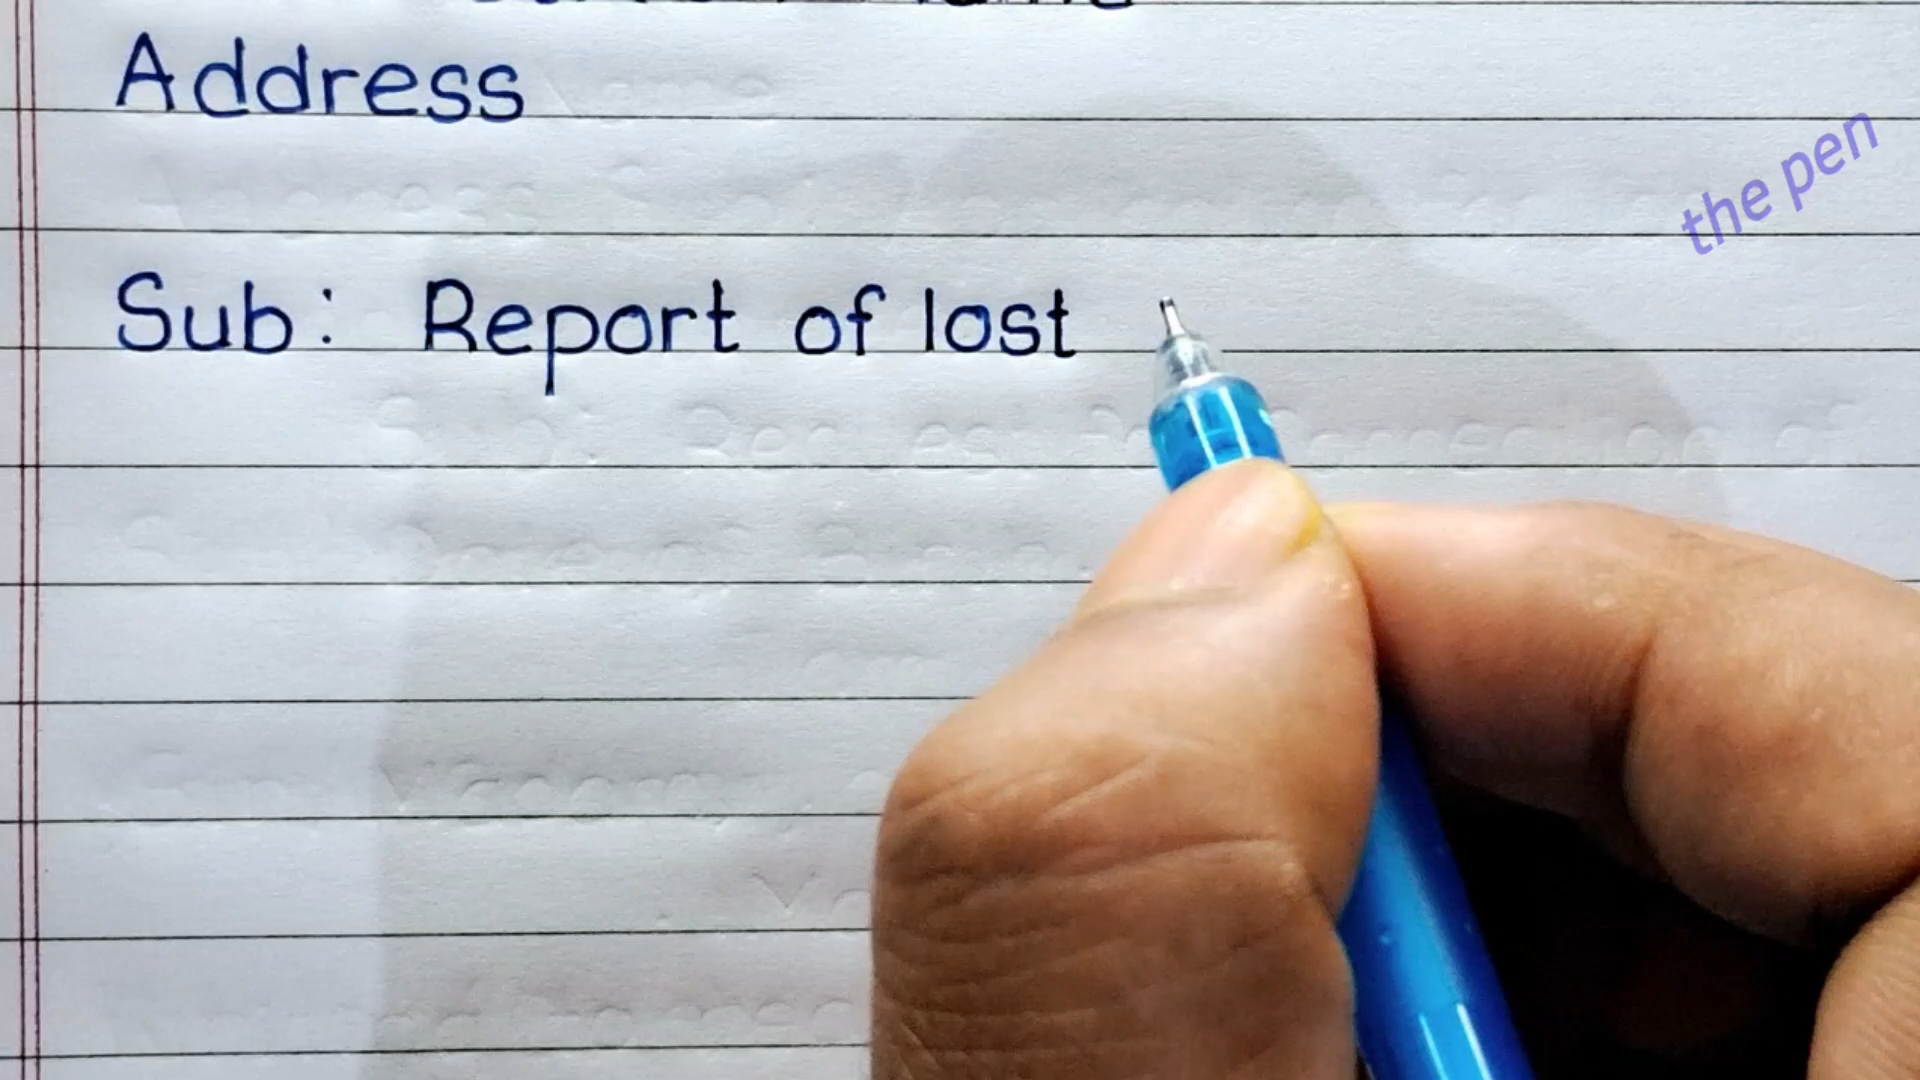 Address
the pen
Sub: Report of lost